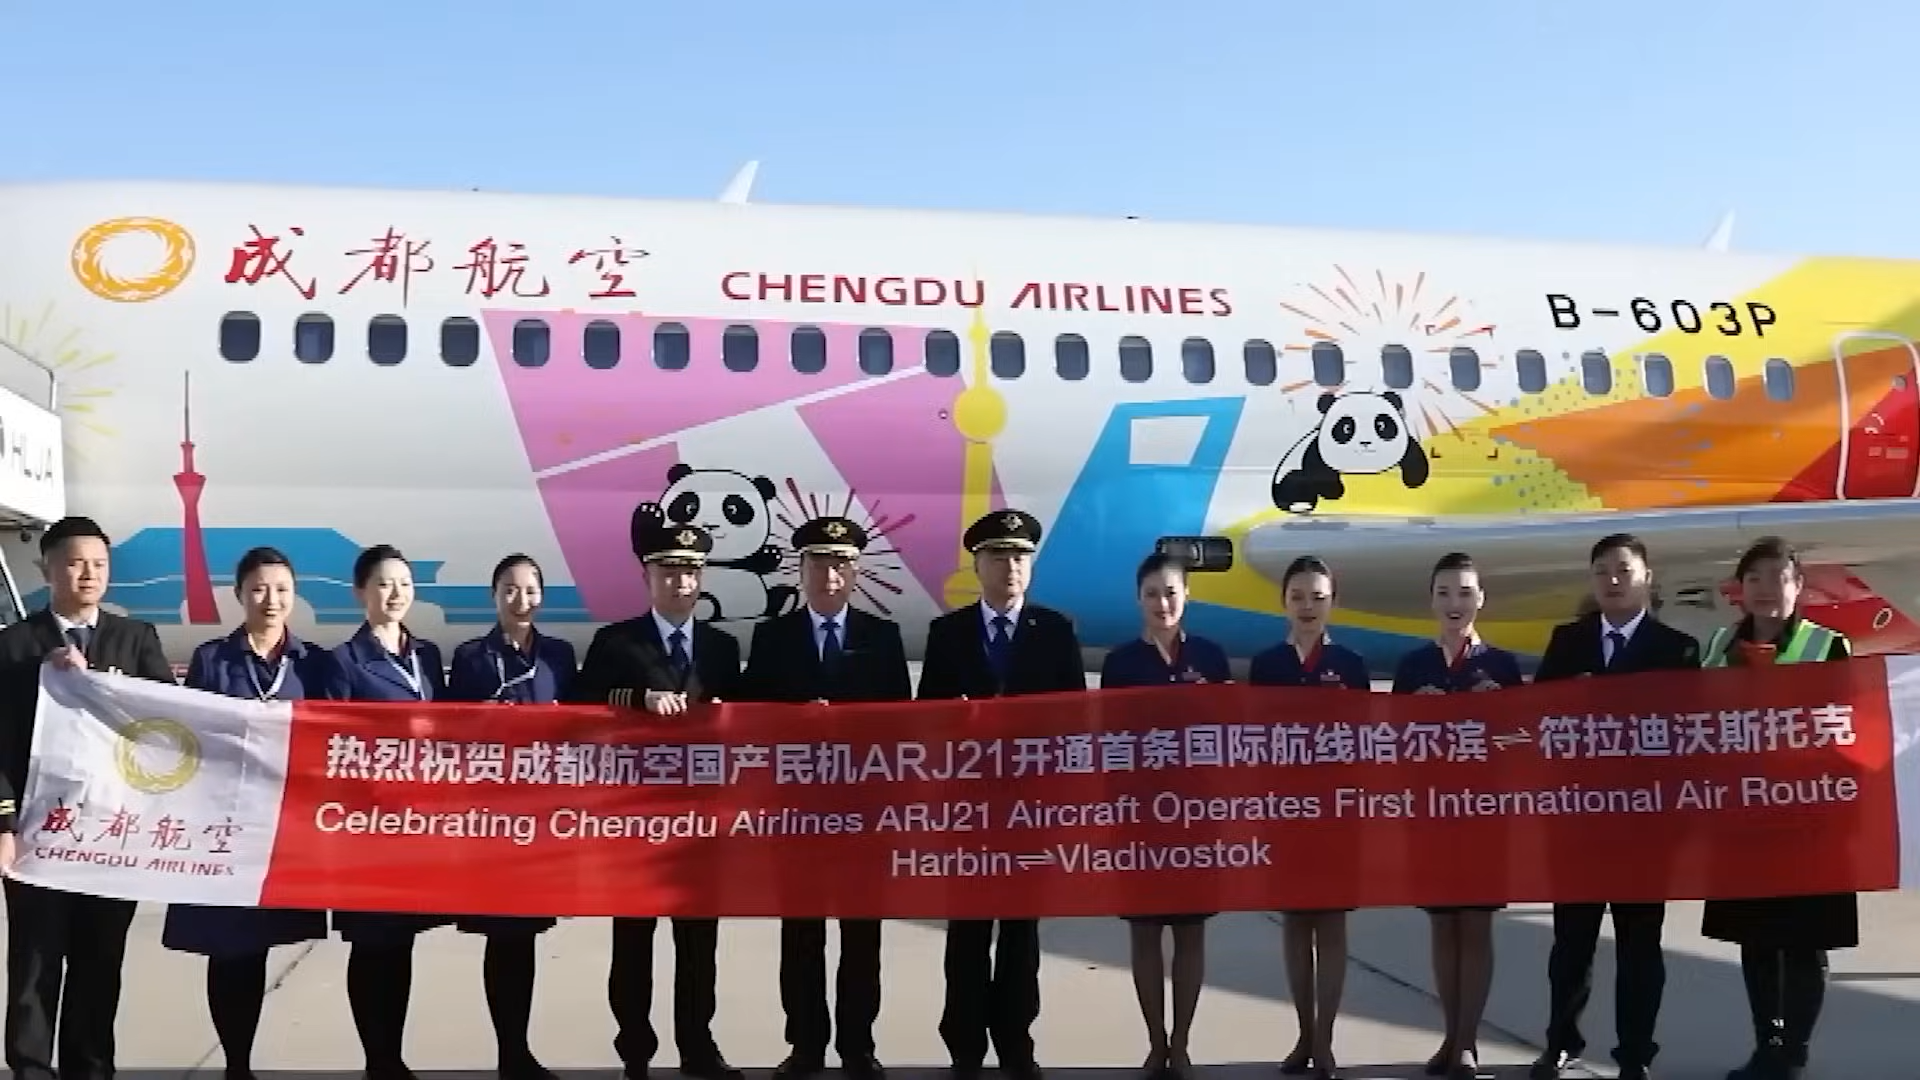 成都航空 CHENGDU AIRLINES
B-603P
HLJA
热烈祝贺成都航空国产民机ARJ21开通首条国际航线哈尔滨⇌符拉迪沃斯托克
Celebrating Chengdu Airlines ARJ21 Aircraft Operates First International Air Route
Harbin⇌Vladivostok
成都航空
CHENGDU AIRLINES